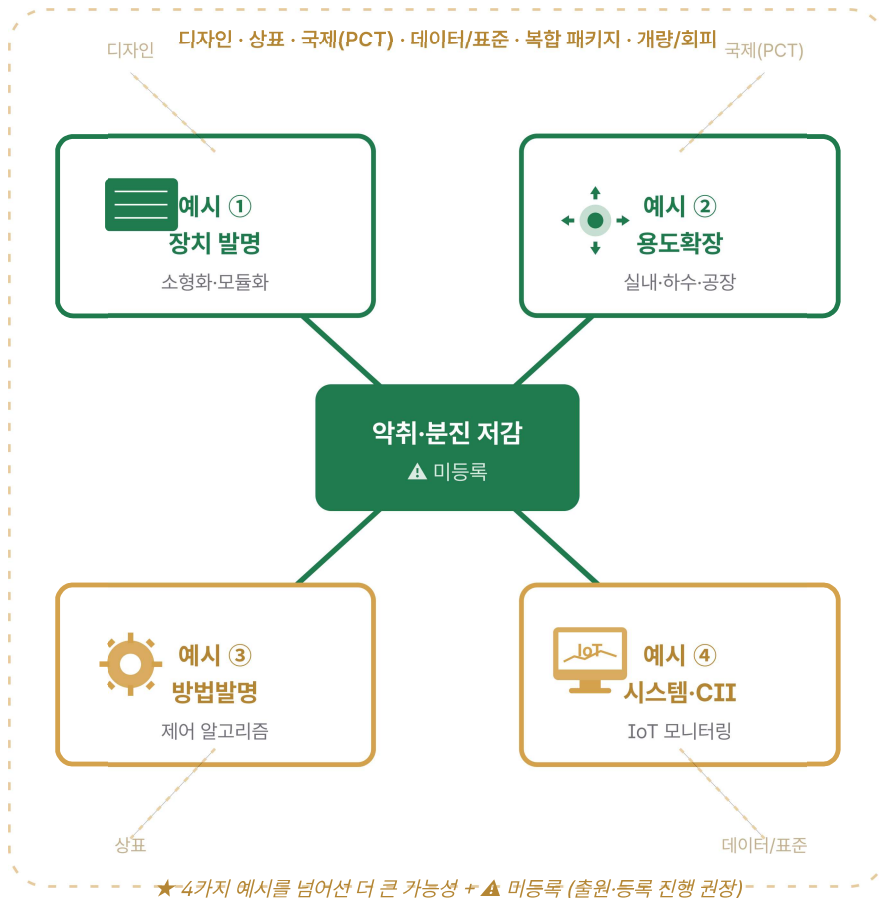 디자인 · 상표 · 국제(PCT) · 데이터/표준 · 복합 패키지 · 개량/회피
디자인
국제(PCT)
예시 ①
장치 발명
소형화·모듈화
예시 ②
용도확장
실내·하수·공장
악취·분진 저감
⚠ 미등록
예시 ③
방법발명
제어 알고리즘
IoT
예시 ④
시스템·CII
IoT 모니터링
상표
데이터/표준
★ 4가지 예시를 넘어선 더 큰 가능성 + ⚠ 미등록 (출원·등록 진행 권장)